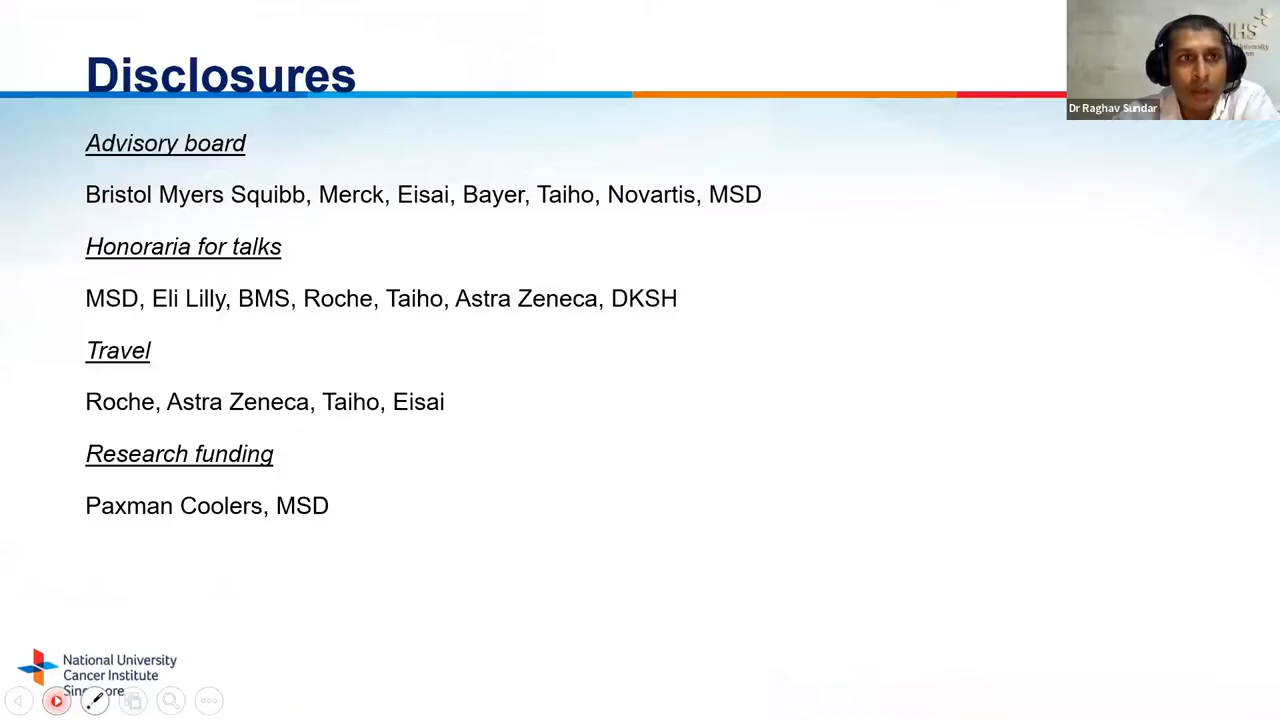 Disclosures
Advisory board
Bristol Myers Squibb, Merck, Eisai, Bayer, Taiho, Novartis, MSD
Honoraria for talks
MSD, Eli Lilly, BMS, Roche, Taiho, Astra Zeneca, DKSH
Travel
Roche, Astra Zeneca, Taiho, Eisai
Research funding
Paxman Coolers, MSD
Dr Raghav Sundar
National University
Cancer Institute